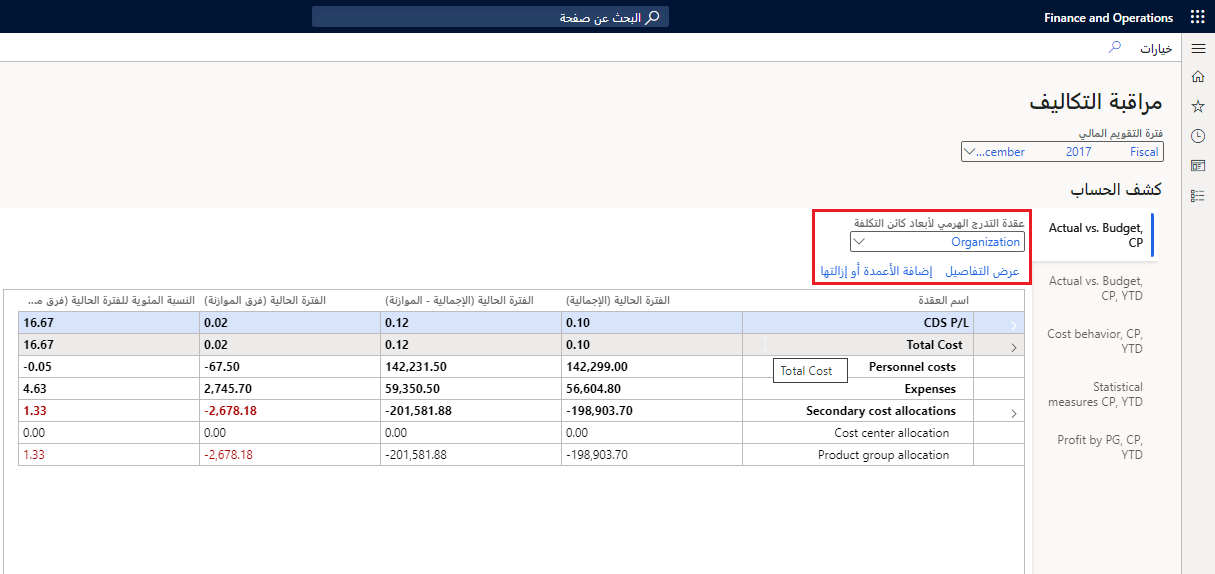 Finance and Operations
البحث عن صفحة
خيارات
مراقبة التكاليف
فترة التقويم المالي
Fiscal 2017 cember...
كشف الحساب
Actual vs. Budget, CP
Actual vs. Budget, CP, YTD
Cost behavior, CP, YTD
Statistical measures CP, YTD
Profit by PG, CP, YTD
عقدة التدرج الهرمي لأبعاد كائن التكلفة
Organization
عرض التفاصيل إضافة الأعمدة أو إزالتها
اسم العقدة الفترة الحالية (الإجمالية) الفترة الحالية (الإجمالية - الموازنة) الفترة الحالية (فرق الموازنة) النسبة المئوية للفترة الحالية (فرق مـ...
CDS P/L 0.10 0.12 0.02 16.67
Total Cost 0.10 0.12 0.02 16.67
Personnel costs 142,299.00 142,231.50 -67.50 -0.05
Total Cost
Expenses 56,604.80 59,350.50 2,745.70 4.63
Secondary cost allocations -198,903.70 -201,581.88 -2,678.18 1.33
Cost center allocation 0.00 0.00 0.00 0.00
Product group allocation -198,903.70 -201,581.88 -2,678.18 1.33